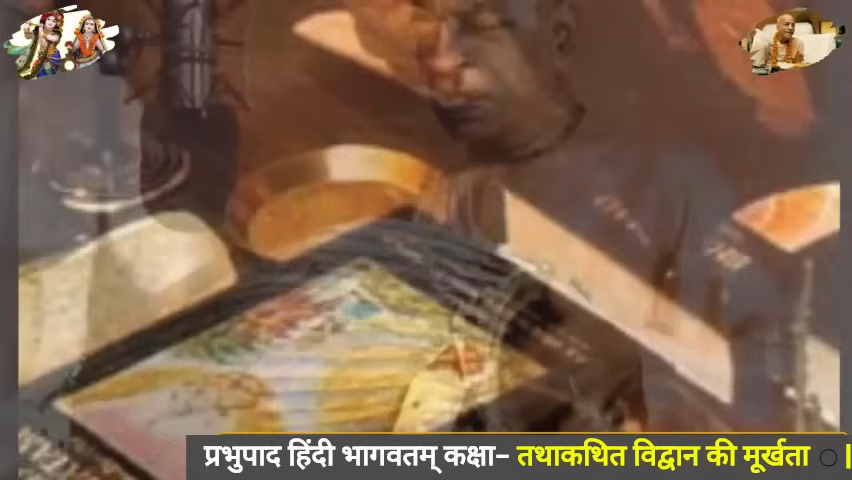 प्रभुपाद हिंदी भागवतम् कक्षा– तथाकथित विद्वान की मूर्खता ◌ |